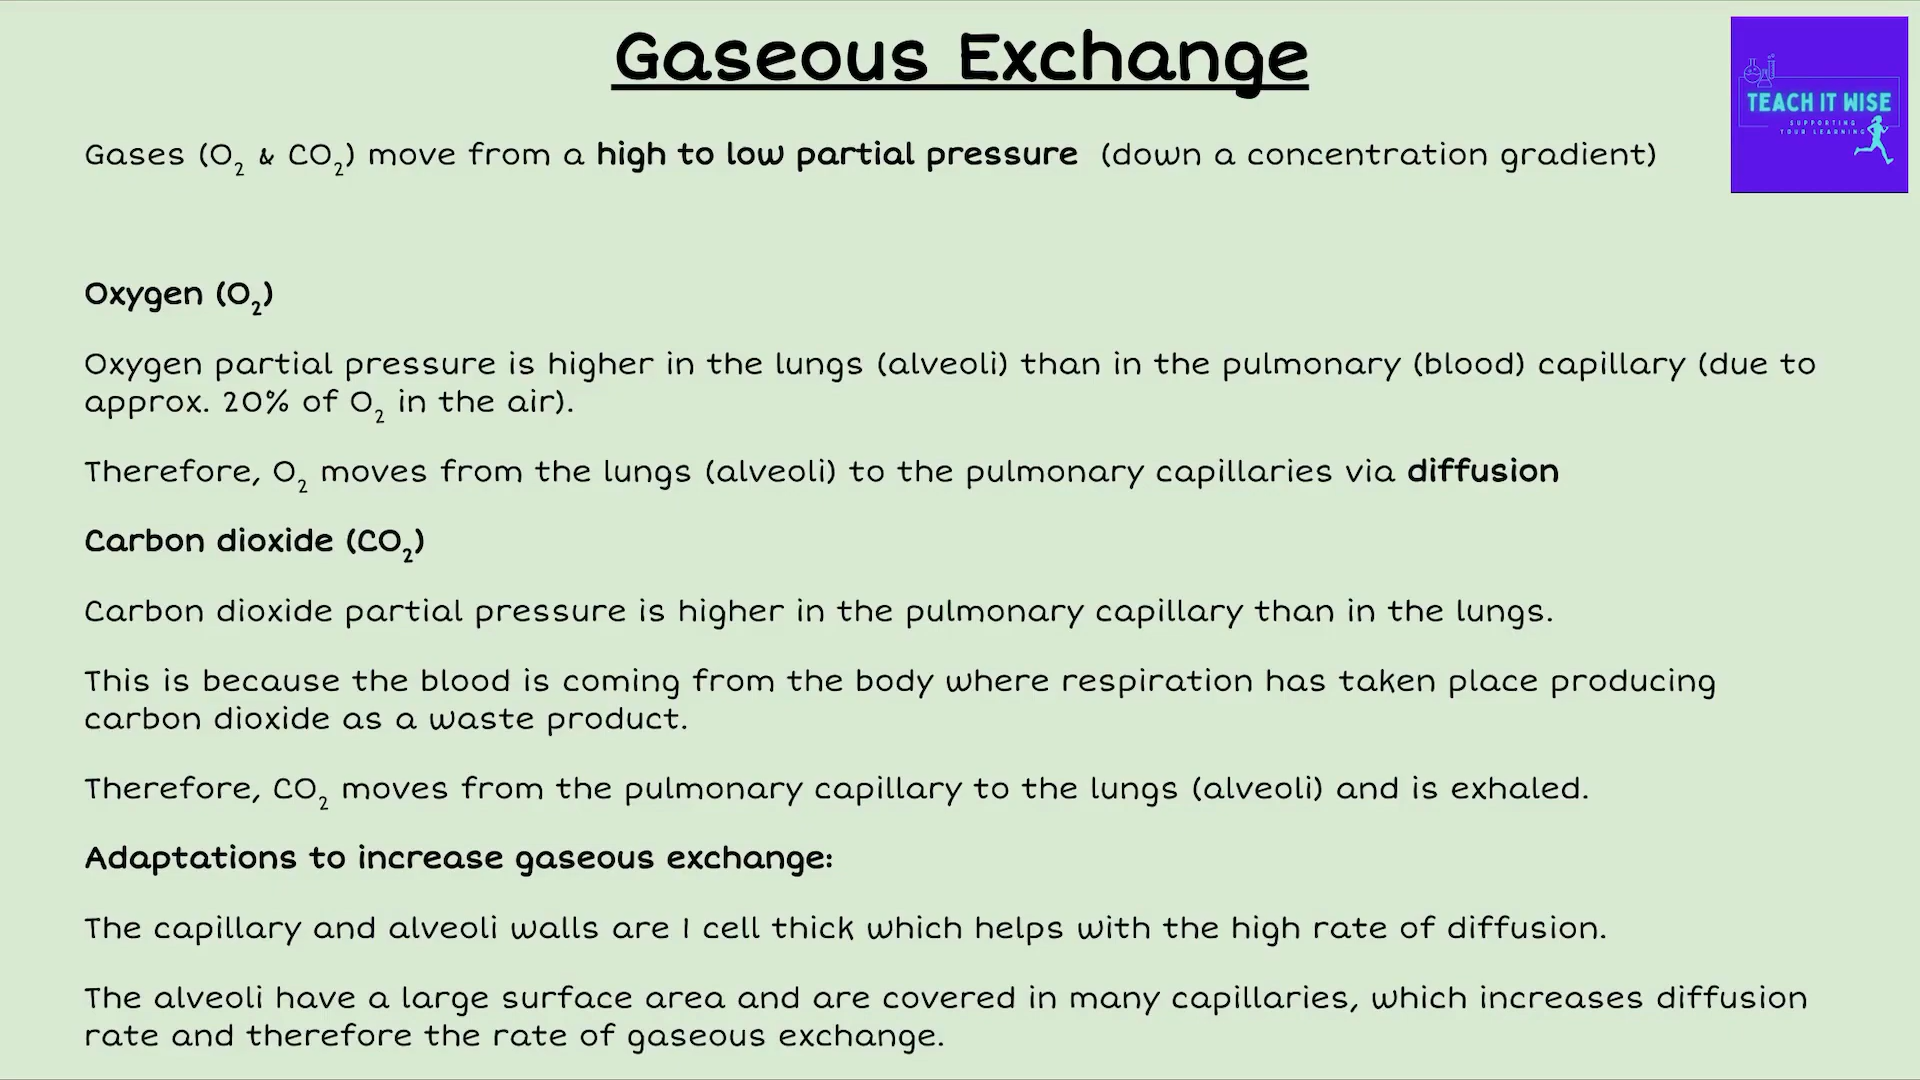 Gaseous Exchange
TEACH IT WISE
SUPPORTING
YOUR LEARNING
Gases (O₂ & CO₂) move from a high to low partial pressure (down a concentration gradient)
Oxygen (O₂)
Oxygen partial pressure is higher in the lungs (alveoli) than in the pulmonary (blood) capillary (due to
approx. 20% of O₂ in the air).
Therefore, O₂ moves from the lungs (alveoli) to the pulmonary capillaries via diffusion
Carbon dioxide (CO₂)
Carbon dioxide partial pressure is higher in the pulmonary capillary than in the lungs.
This is because the blood is coming from the body where respiration has taken place producing
carbon dioxide as a waste product.
Therefore, CO₂ moves from the pulmonary capillary to the lungs (alveoli) and is exhaled.
Adaptations to increase gaseous exchange:
The capillary and alveoli walls are 1 cell thick which helps with the high rate of diffusion.
The alveoli have a large surface area and are covered in many capillaries, which increases diffusion
rate and therefore the rate of gaseous exchange.